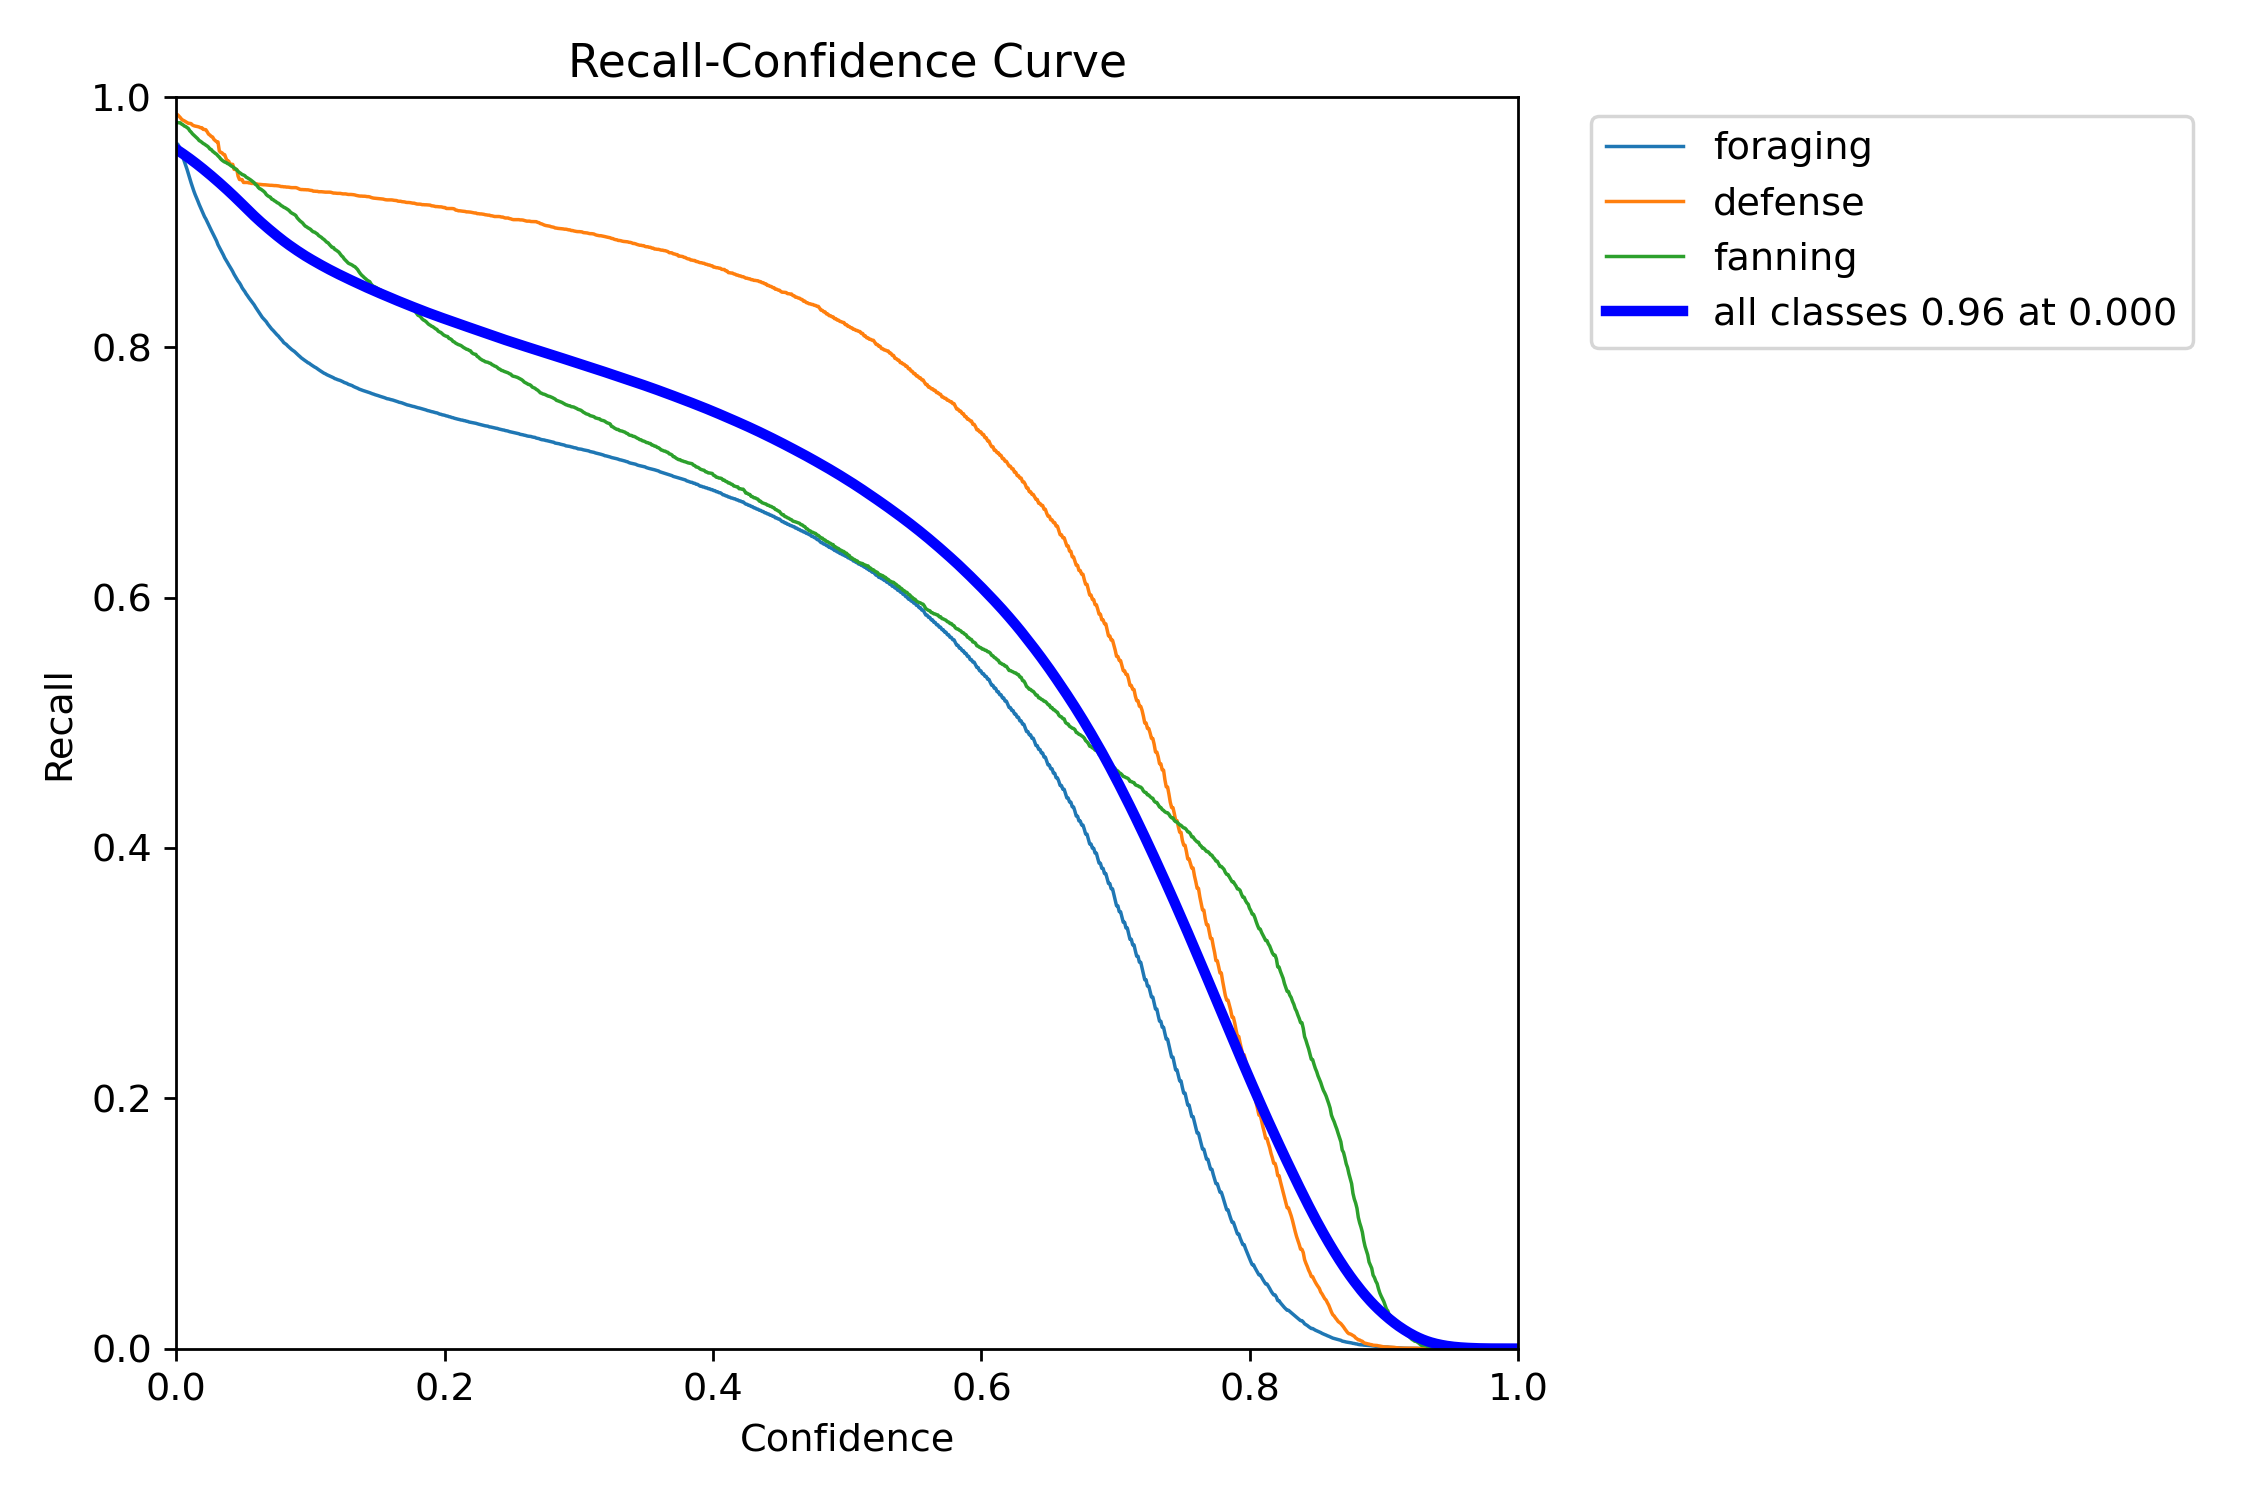 Recall-Confidence Curve
1.0
0.8
0.6
0.4
0.2
0.0
Recall
0.0 0.2 0.4 0.6 0.8 1.0
Confidence
foraging
defense
fanning
all classes 0.96 at 0.000